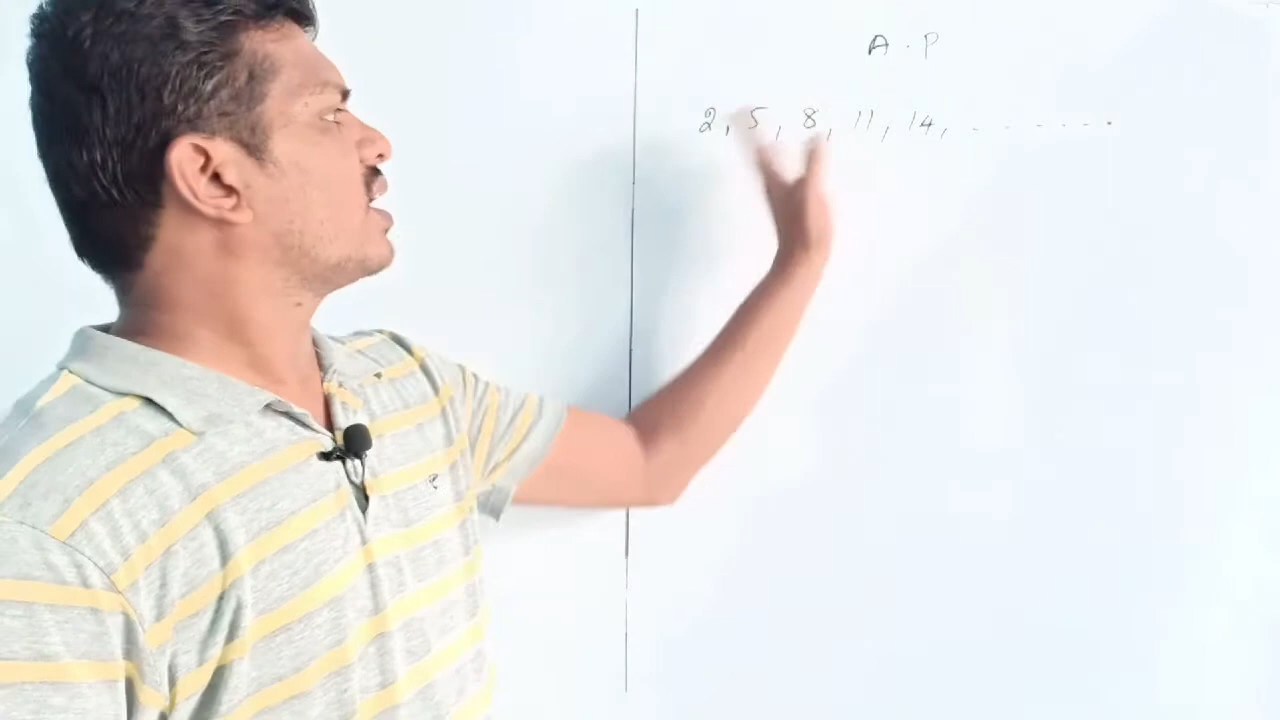 A . P
2, 5, 8, 11, 14, . . . . . . .